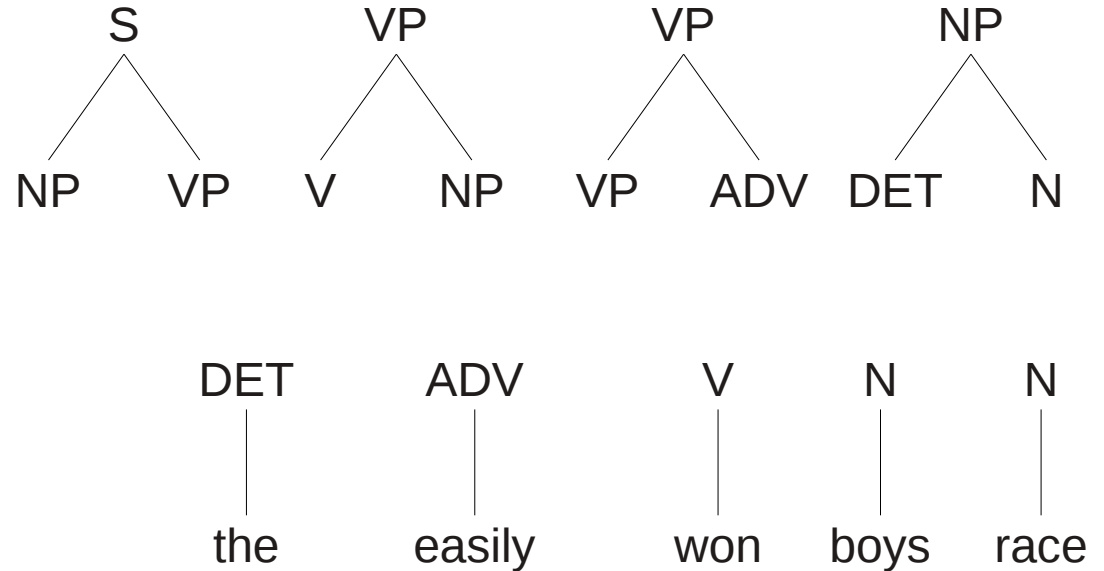 S VP VP NP
NP VP V NP VP ADV DET N
DET ADV V N N
the easily won boys race